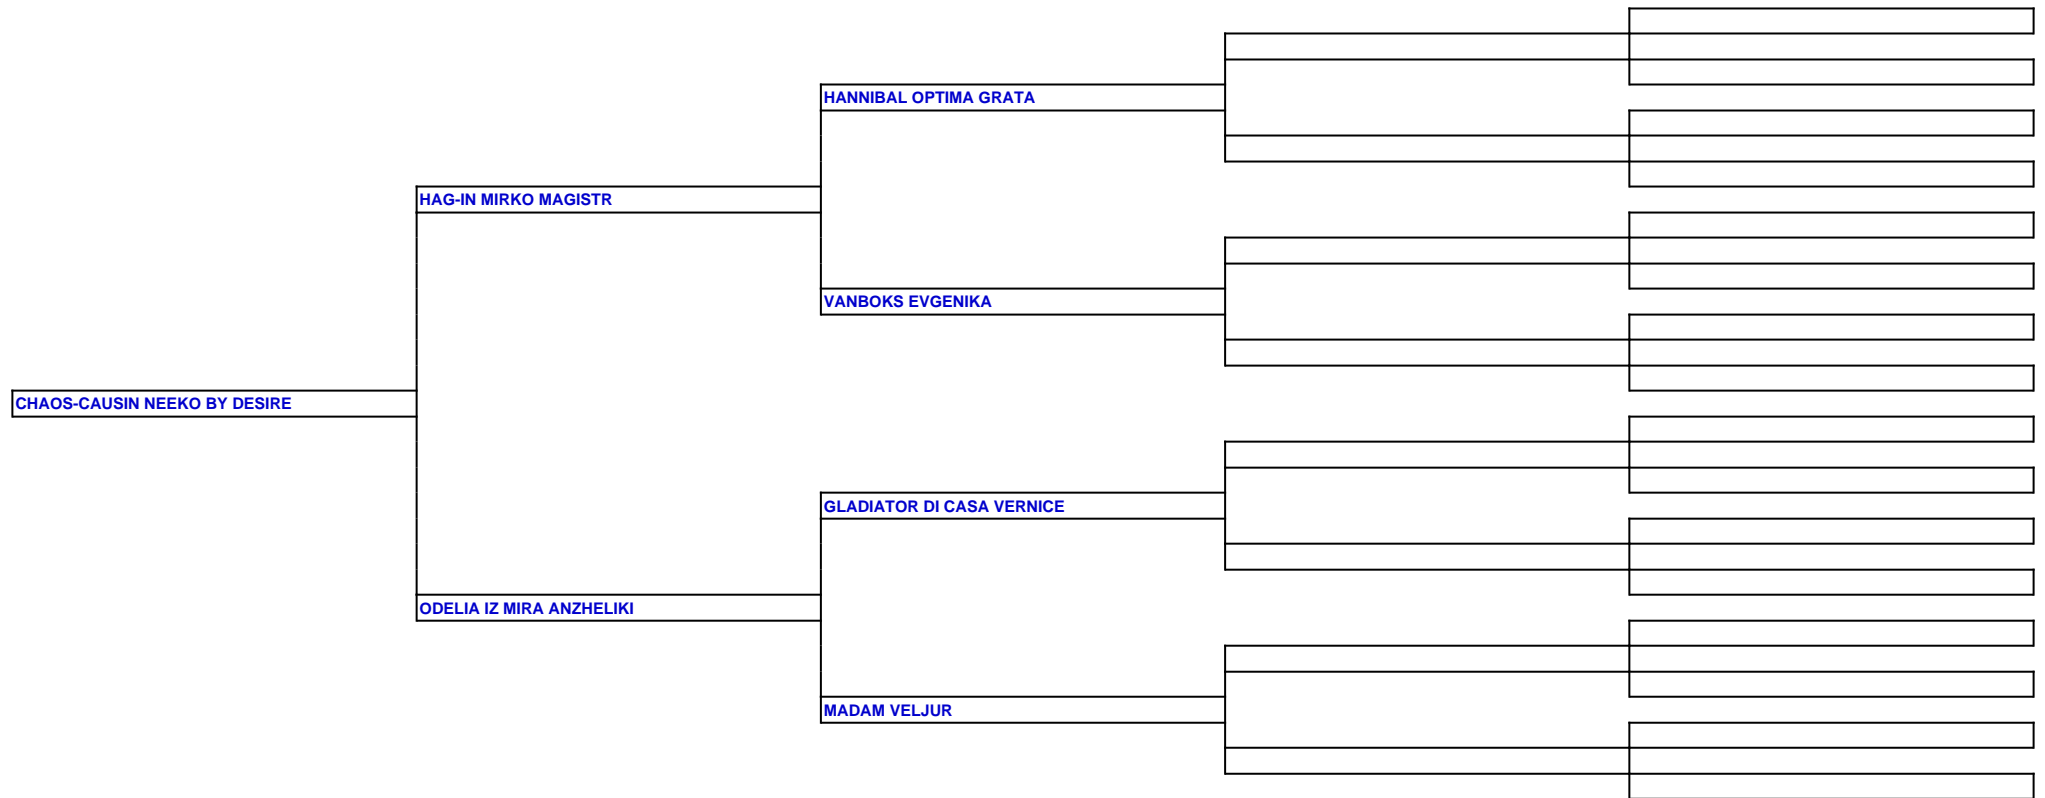 HANNIBAL OPTIMA GRATA
HAG-IN MIRKO MAGISTR
VANBOKS EVGENIKA
CHAOS-CAUSIN NEEKO BY DESIRE
GLADIATOR DI CASA VERNICE
ODELIA IZ MIRA ANZHELIKI
MADAM VELJUR